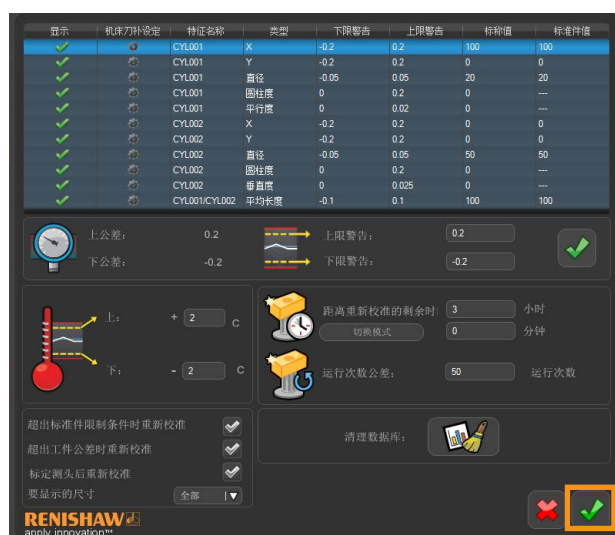 显示 机床刀补设定 特征名称 类型 下限警告 上限警告 标称值 标准件值
CYL001 X -0.2 0.2 100 100
CYL001 Y -0.2 0.2 0 0
CYL001 直径 -0.05 0.05 20 20
CYL001 圆柱度 0 0.2 0 ---
CYL001 平行度 0 0.02 0 ---
CYL002 X -0.2 0.2 0 0
CYL002 Y -0.2 0.2 0 0
CYL002 直径 -0.05 0.05 50 50
CYL002 圆柱度 0 0.2 0 ---
CYL002 垂直度 0 0.025 0 ---
CYL001/CYL002 平均长度 -0.1 0.1 100 100
上公差: 0.2 上限警告: 0.2
下公差: -0.2 下限警告: -0.2
上: + 2 C
下: - 2 C
距离重新校准的剩余时| 3 小时
切换模式 0 分钟
运行次数公差: 50 运行次数
超出标准件限制条件时重新校准
超出工件公差时重新校准
标定测头后重新校准
要显示的尺寸 全部
清理数据库:
RENISHAW
apply innovation™